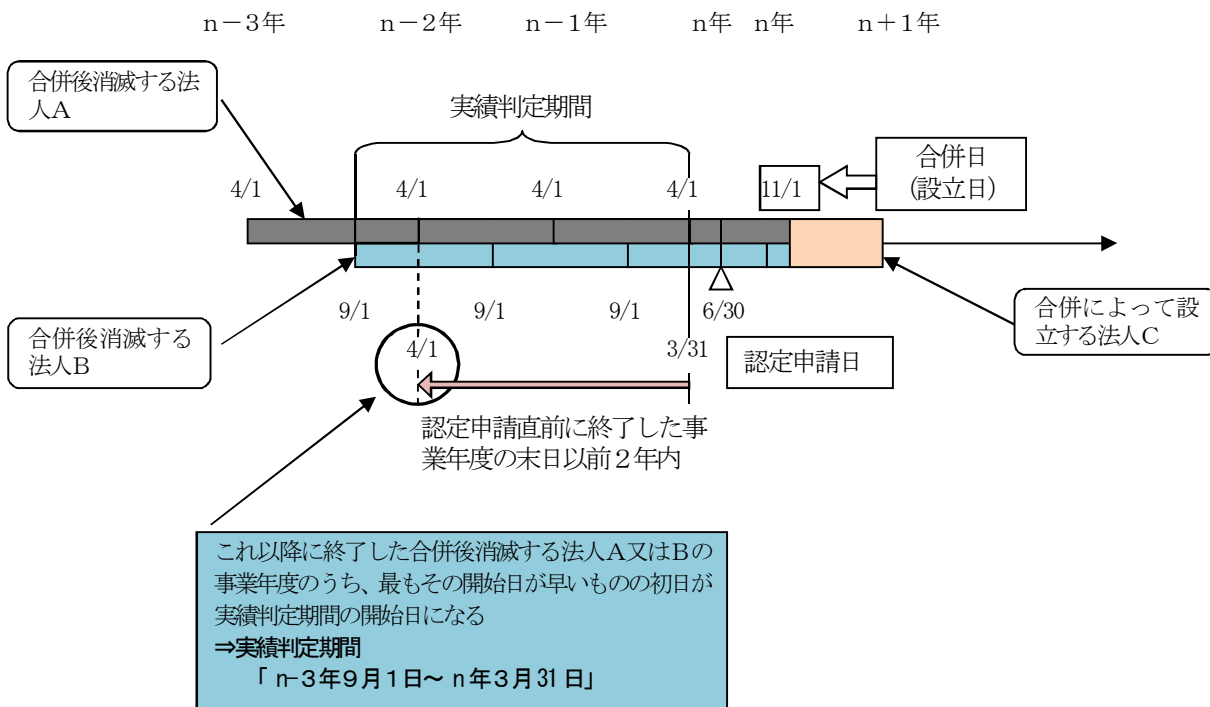 n－3年
n－2年
n－1年
n年
n年
n＋1年
合併後消滅する法
人A
実績判定期間
合併日
(設立日)
4/1
4/1
4/1
4/1
11/1
9/1
9/1
9/1
6/30
合併後消滅する
法人B
4/1
3/31
認定申請日
合併によって設
立する法人C
認定申請直前に終了した事
業年度の末日以前２年内
これ以降に終了した合併後消滅する法人A又はBの
事業年度のうち、最もその開始日が早いものの初日が
実績判定期間の開始日になる
⇒実績判定期間
「 n-3年９月１日～ n 年３月 31 日」